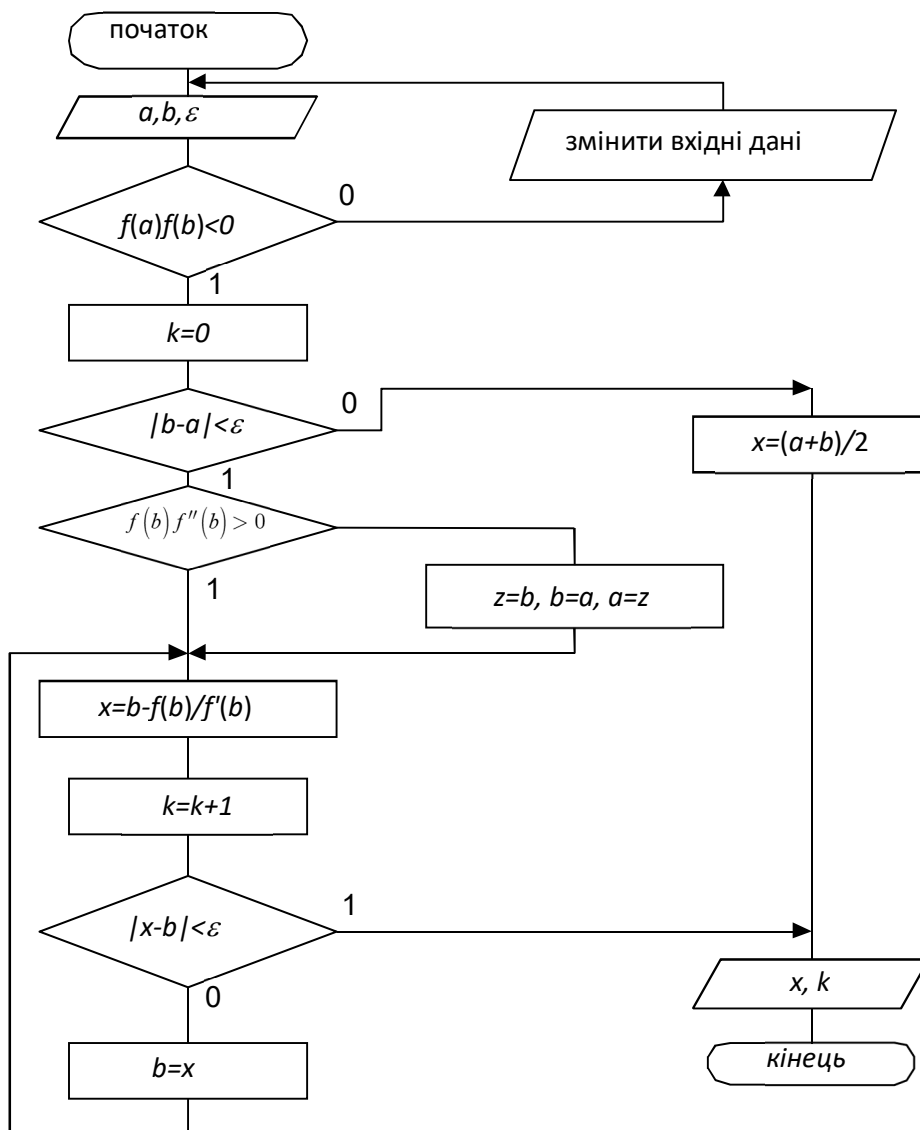 початок
a,b,ε
змінити вхідні дані
0
f(a)f(b)<0
1
k=0
0
|b-a|<ε
x=(a+b)/2
1
f(b)f''(b)>0
1
z=b, b=a, a=z
x=b-f(b)/f'(b)
k=k+1
1
|x-b|<ε
x, k
0
b=x
кінець